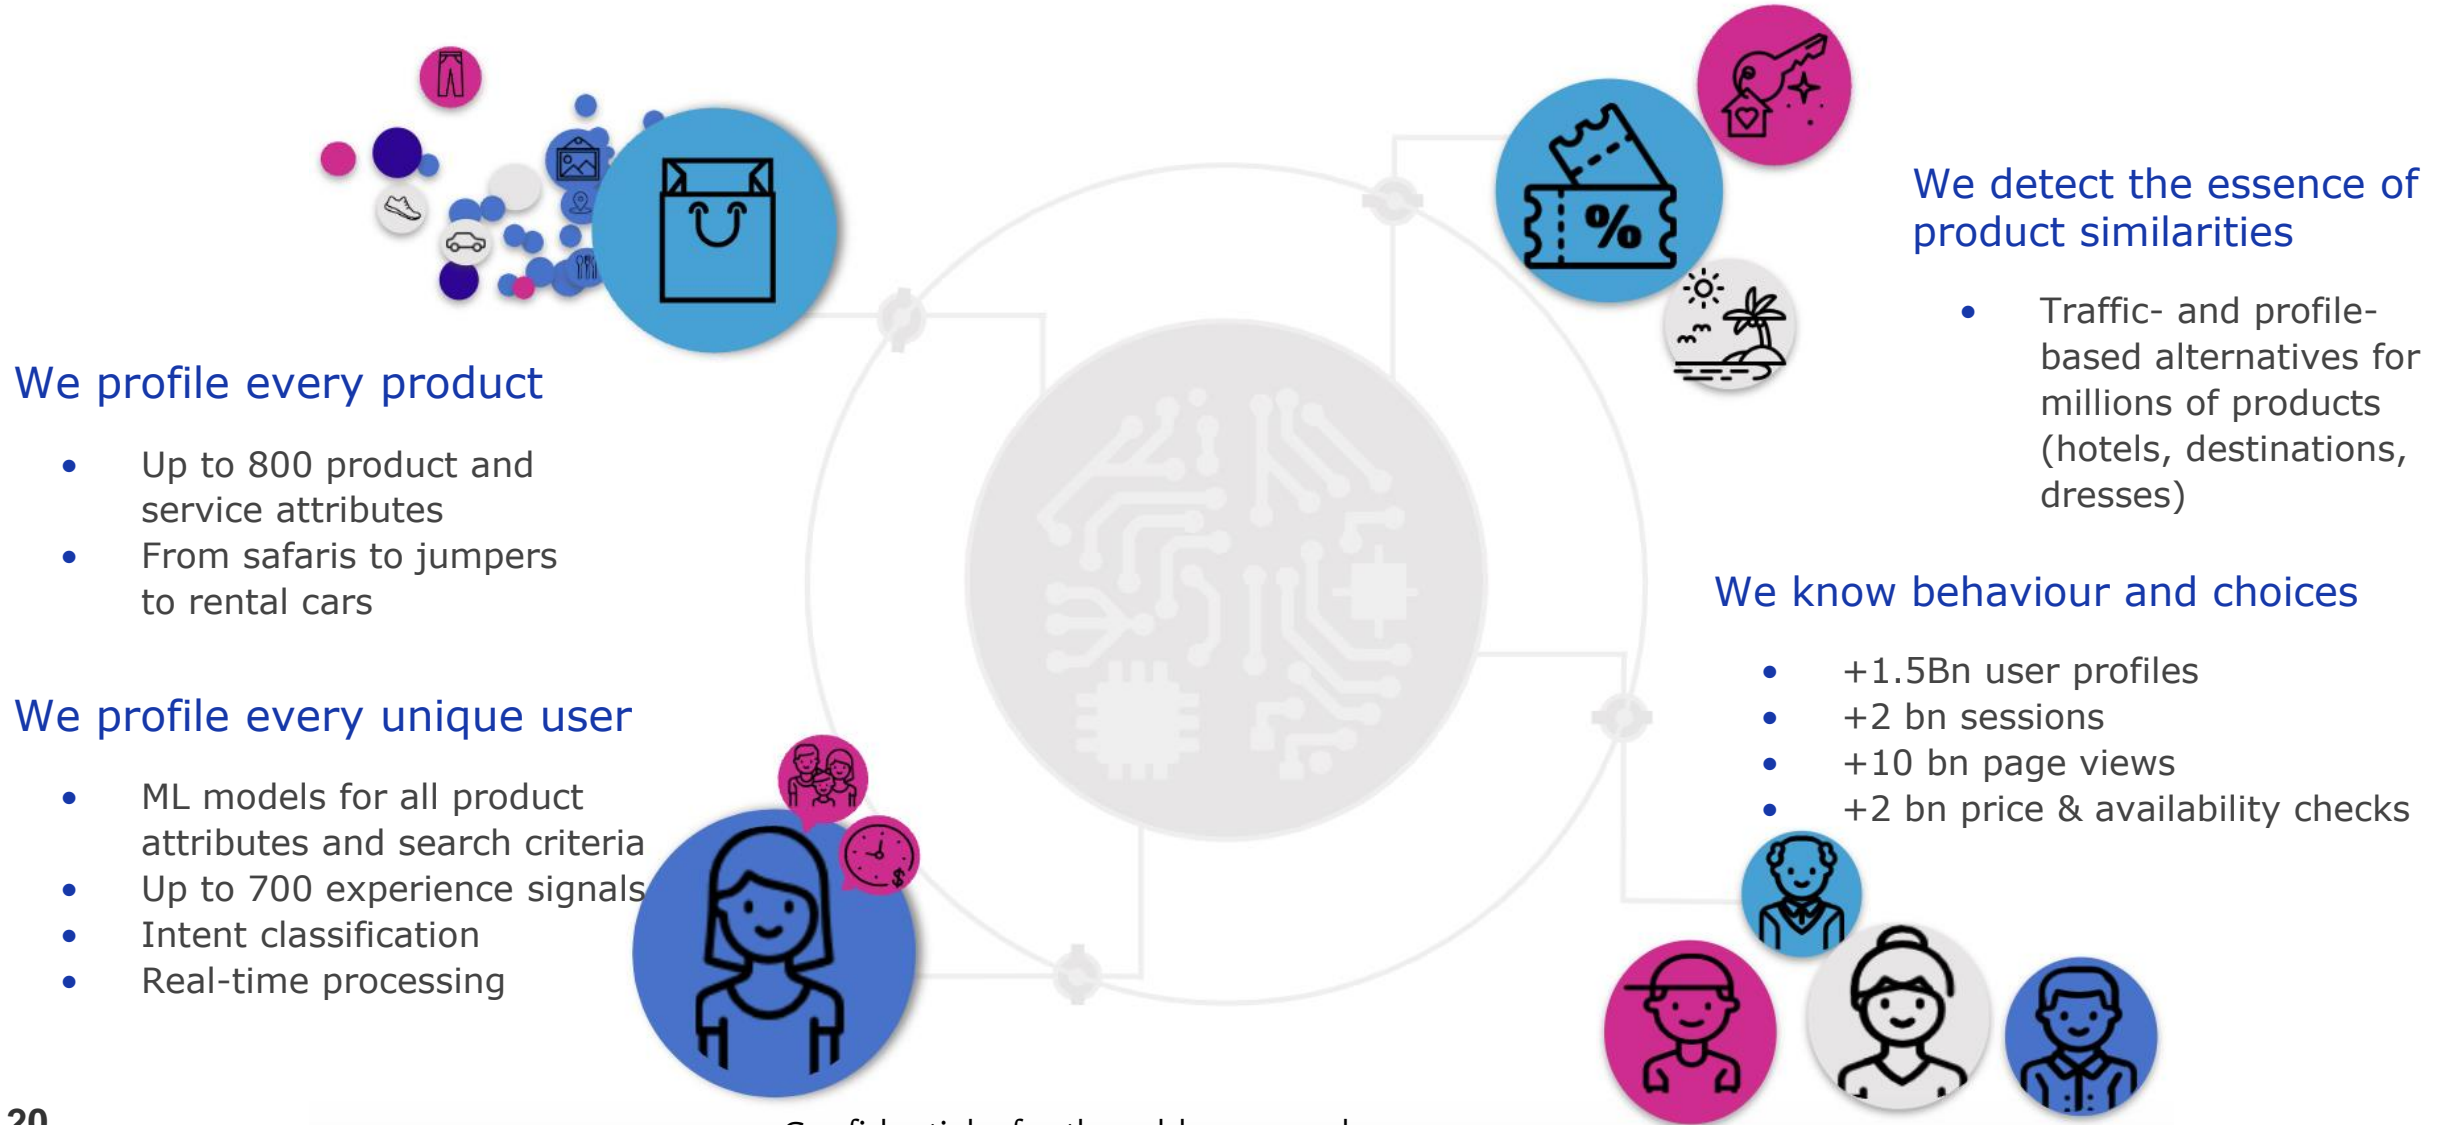 We profile every product
• Up to 800 product and
service attributes
• From safaris to jumpers
to rental cars
We profile every unique user
• ML models for all product
attributes and search criteria
• Up to 700 experience signals
• Intent classification
• Real-time processing
%
$
We detect the essence of
product similarities
• Traffic- and profile-
based alternatives for
millions of products
(hotels, destinations,
dresses)
We know behaviour and choices
• +1.5Bn user profiles
• +2 bn sessions
• +10 bn page views
• +2 bn price & availability checks
20